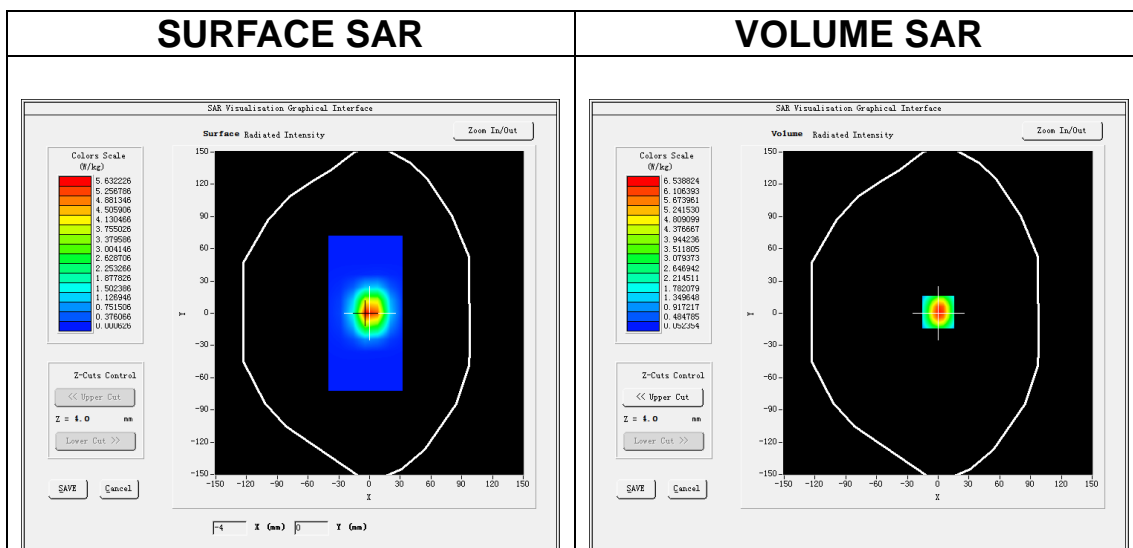 SURFACE SAR
VOLUME SAR
SAR Visualisation Graphical Interface
Surface Radiated Intensity
Zoom In/Out
Colors Scale
(W/kg)
5.632226
5.256786
4.881346
4.505906
4.130466
3.755026
3.379586
3.004146
2.628706
2.253266
1.877826
1.502386
1.126946
0.751506
0.376066
0.000626
150
120
90
60
30
0
-30
-60
-90
-120
-150
Y
-150 -120 -90 -60 -30 0 30 60 90 120 150
X
Z-Cuts Control
<< Upper Cut
Z = 4.0 mm
Lower Cut >>
SAVE Cancel
-4 X (mm) 0 Y (mm)
SAR Visualisation Graphical Interface
Volume Radiated Intensity
Zoom In/Out
Colors Scale
(W/kg)
6.538824
6.106393
5.673961
5.241530
4.809099
4.376667
3.944236
3.511805
3.079373
2.646942
2.214511
1.782079
1.349648
0.917217
0.484785
0.052354
150
120
90
60
30
0
-30
-60
-90
-120
-150
Y
-150 -120 -90 -60 -30 0 30 60 90 120 150
X
Z-Cuts Control
<< Upper Cut
Z = 4.0 mm
Lower Cut >>
SAVE Cancel